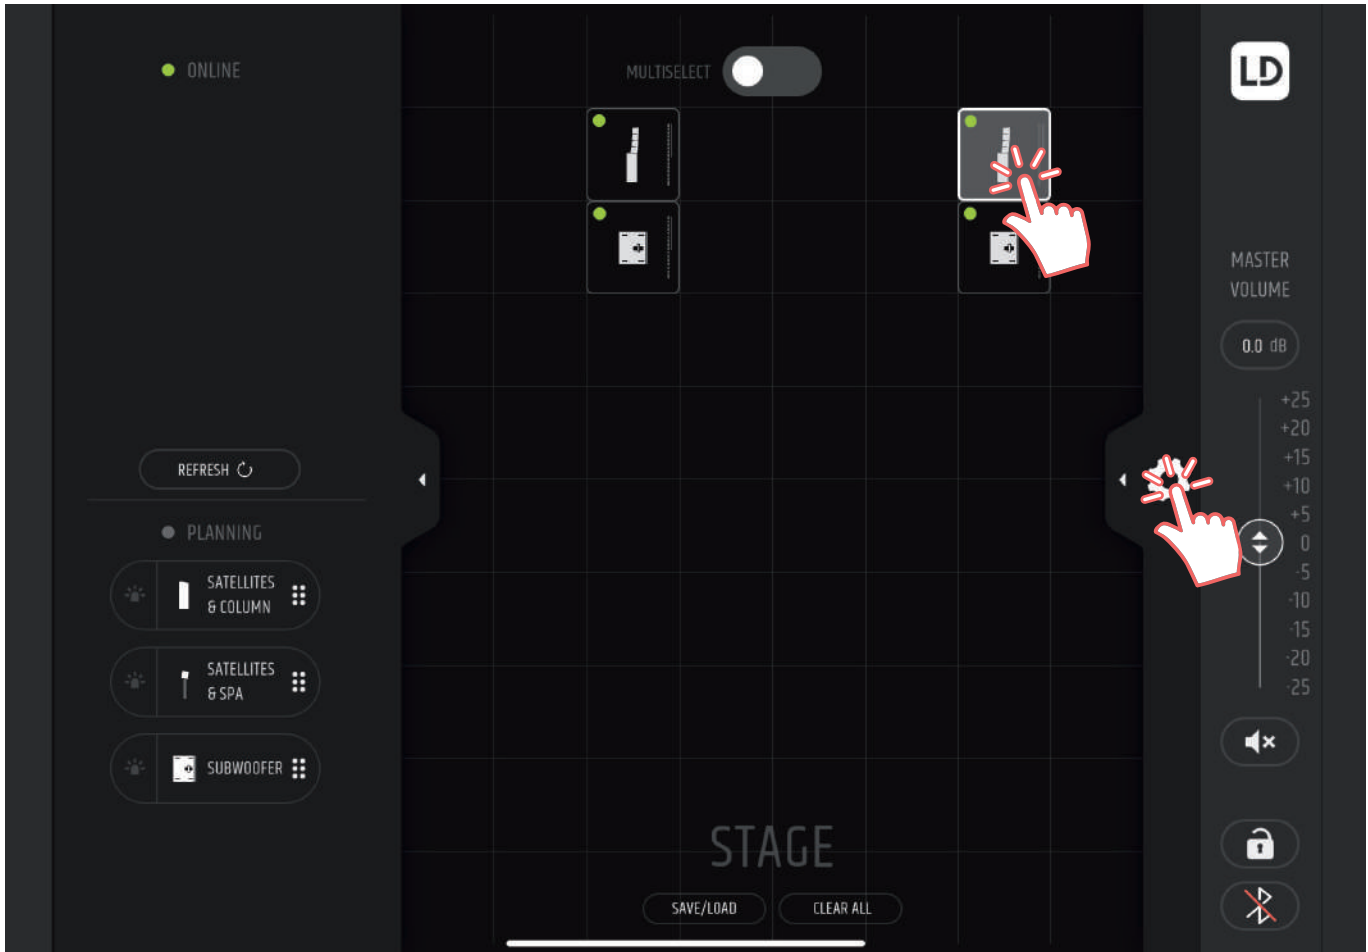 ONLINE
REFRESH
PLANNING
SATELLITES
& COLUMN
SATELLITES
& SPA
SUBWOOFER
MULTISELECT
STAGE
SAVE/LOAD
CLEAR ALL
LD
MASTER
VOLUME
0.0 dB
+25
+20
+15
+10
+5
0
-5
-10
-15
-20
-25